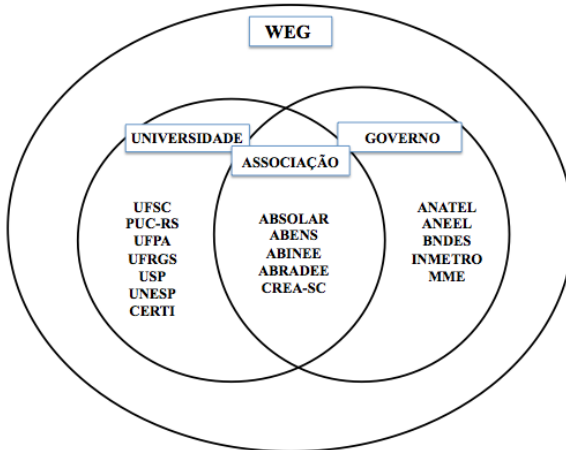 WEG
UNIVERSIDADE
GOVERNO
ASSOCIAÇÃO
UFSC
PUC-RS
UFPA
UFRGS
USP
UNESP
CERTI
ABSOLAR
ABENS
ABINEE
ABRADEE
CREA-SC
ANATEL
ANEEL
BNDES
INMETRO
MME